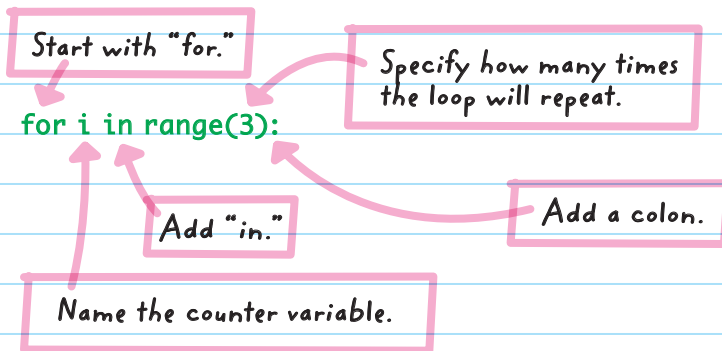 Start with “for.”
Specify how many times
the loop will repeat.
for i in range(3):
Add “in.”
Add a colon.
Name the counter variable.